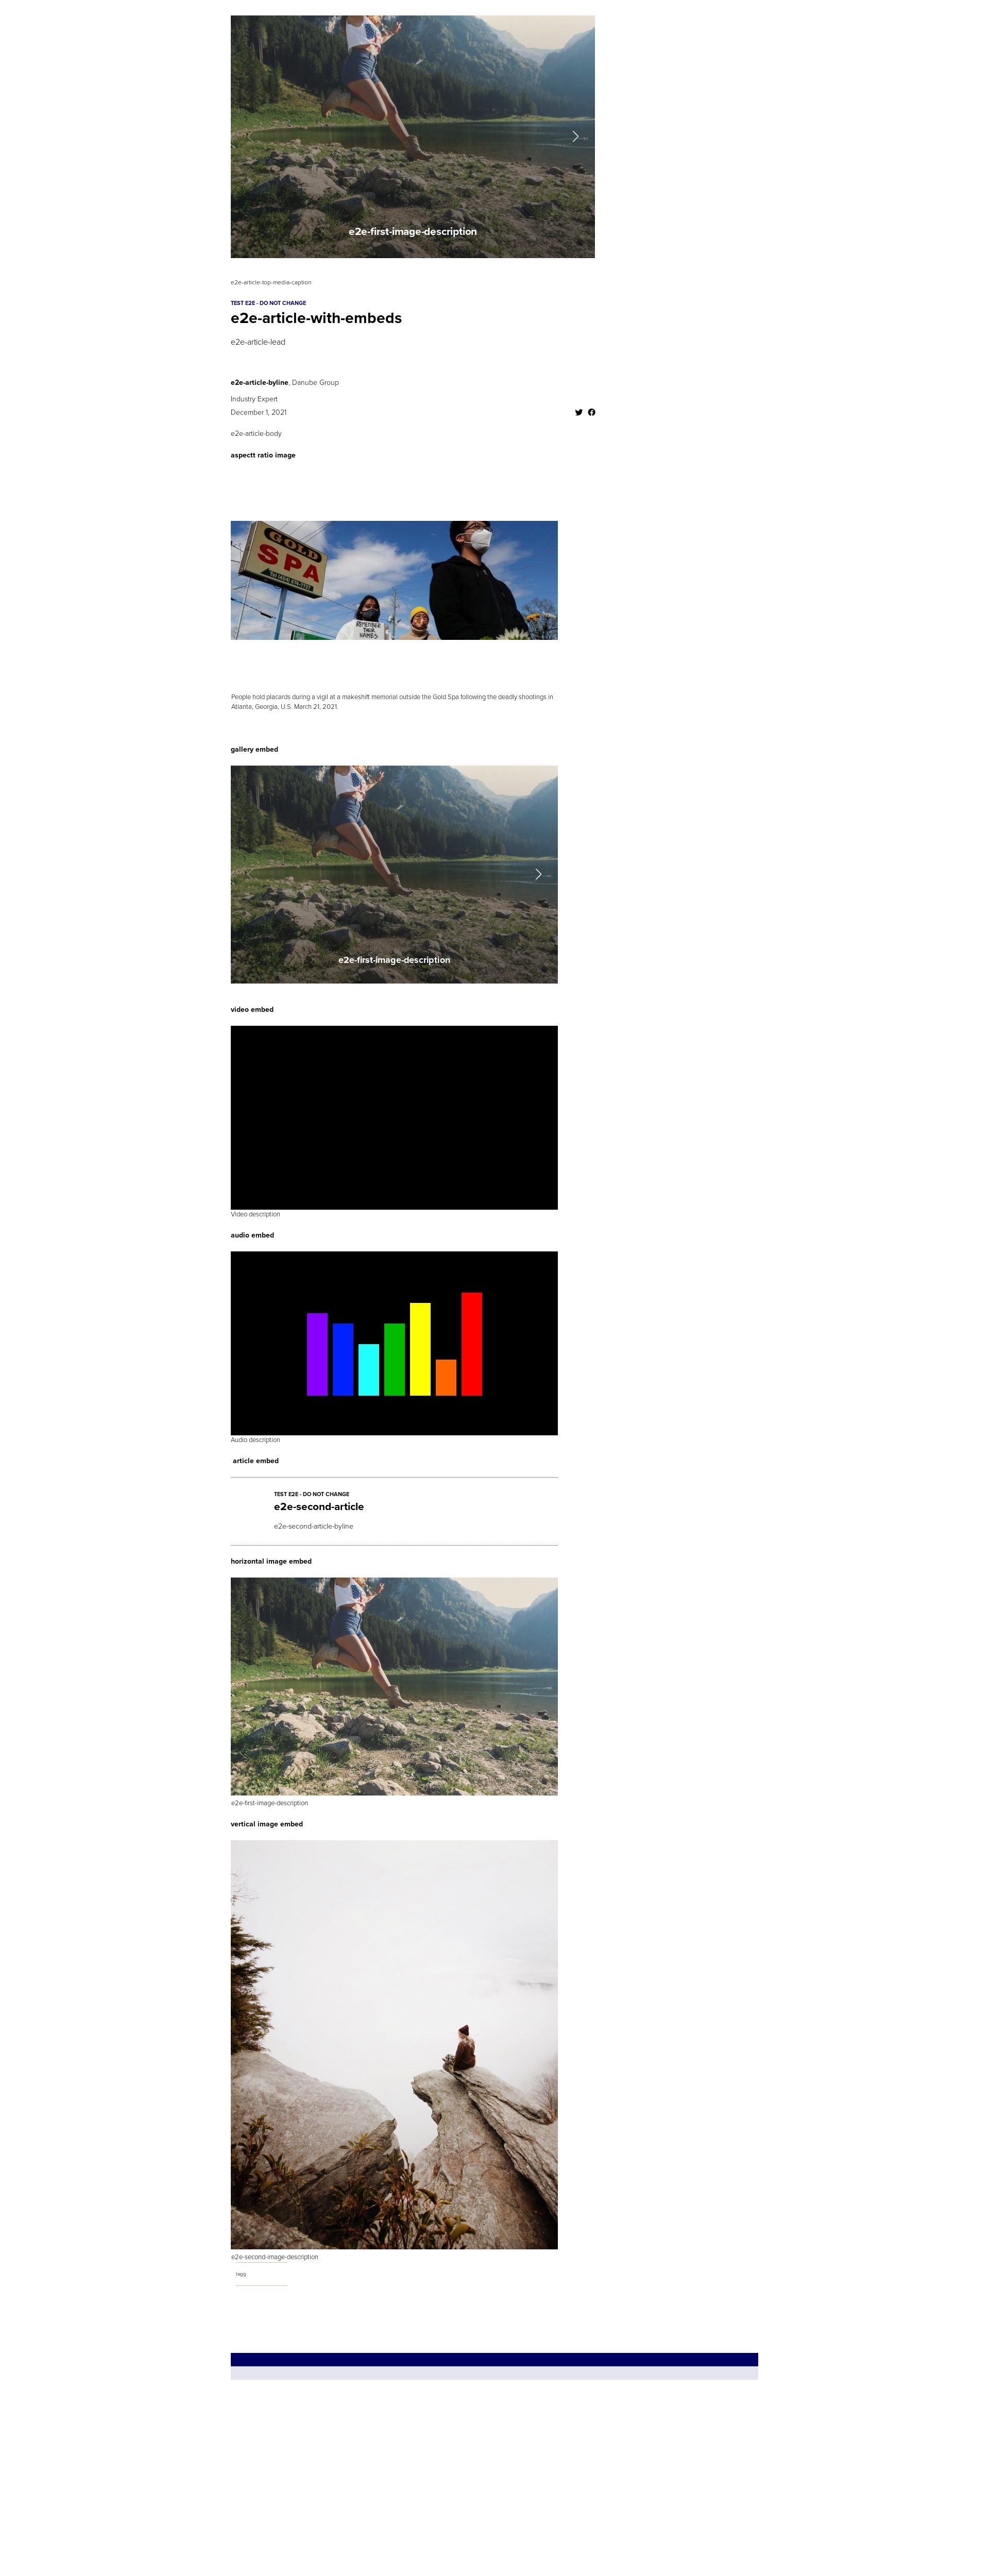 e2e-first-image-description
e2e-article-top-media-caption
TEST E2E - DO NOT CHANGE
e2e-article-with-embeds
e2e-article-lead
e2e-article-byline, Danube Group
Industry Expert
December 1, 2021
e2e-article-body
aspectt ratio image
GOLD
SPA
REMEMBER
THEIR
NAMES
People hold placards during a vigil at a makeshift memorial outside the Gold Spa following the deadly shootings in
Atlanta, Georgia, U.S. March 21, 2021.
gallery embed
e2e-first-image-description
video embed
Video description
audio embed
Audio description
article embed
TEST E2E - DO NOT CHANGE
e2e-second-article
e2e-second-article-byline
horizontal image embed
e2e-first-image-description
vertical image embed
e2e-second-image-description
tagg